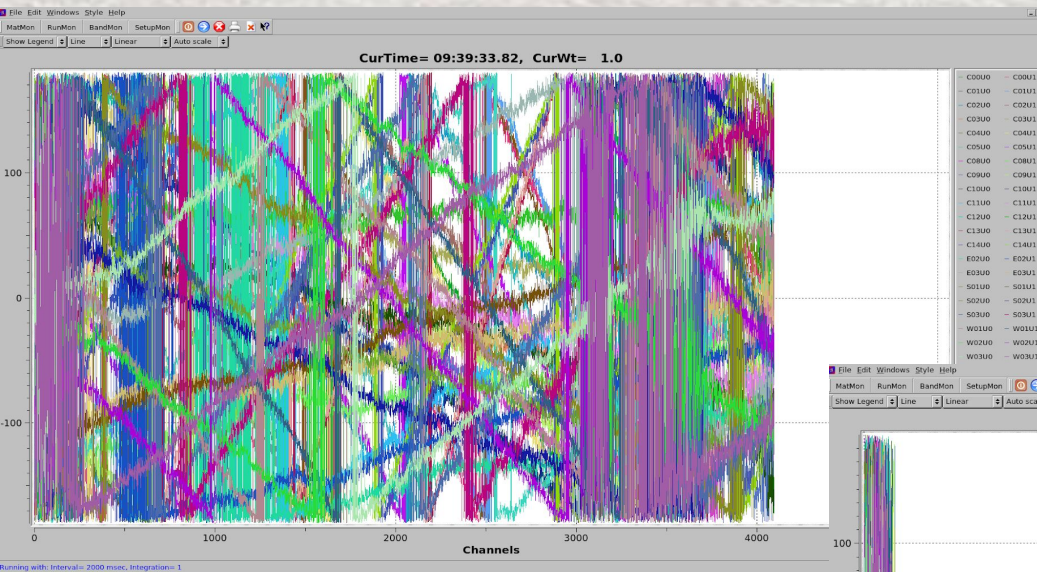 File Edit Windows Style Help
MatMon RunMon BandMon SetupMon
Show Legend Line Linear Auto scale
CurTime= 09:39:33.82, CurWt= 1.0
100
0
-100
0 1000 2000 3000 4000
Channels
Running with: Interval= 2000 msec, Integration= 1
C00U0 C00U1
C01U0 C01U1
C02U0 C02U1
C03U0 C03U1
C04U0 C04U1
C05U0 C05U1
C08U0 C08U1
C09U0 C09U1
C10U0 C10U1
C11U0 C11U1
C12U0 C12U1
C13U0 C13U1
C14U0 C14U1
E02U0 E02U1
E03U0 E03U1
S01U0 S01U1
S02U0 S02U1
S03U0 S03U1
W01U0 W01U1
W02U0 W02U1
W03U0 W03U1
File Edit Windows Style Help
MatMon RunMon BandMon SetupMon
Show Legend Line Linear Auto sca
100